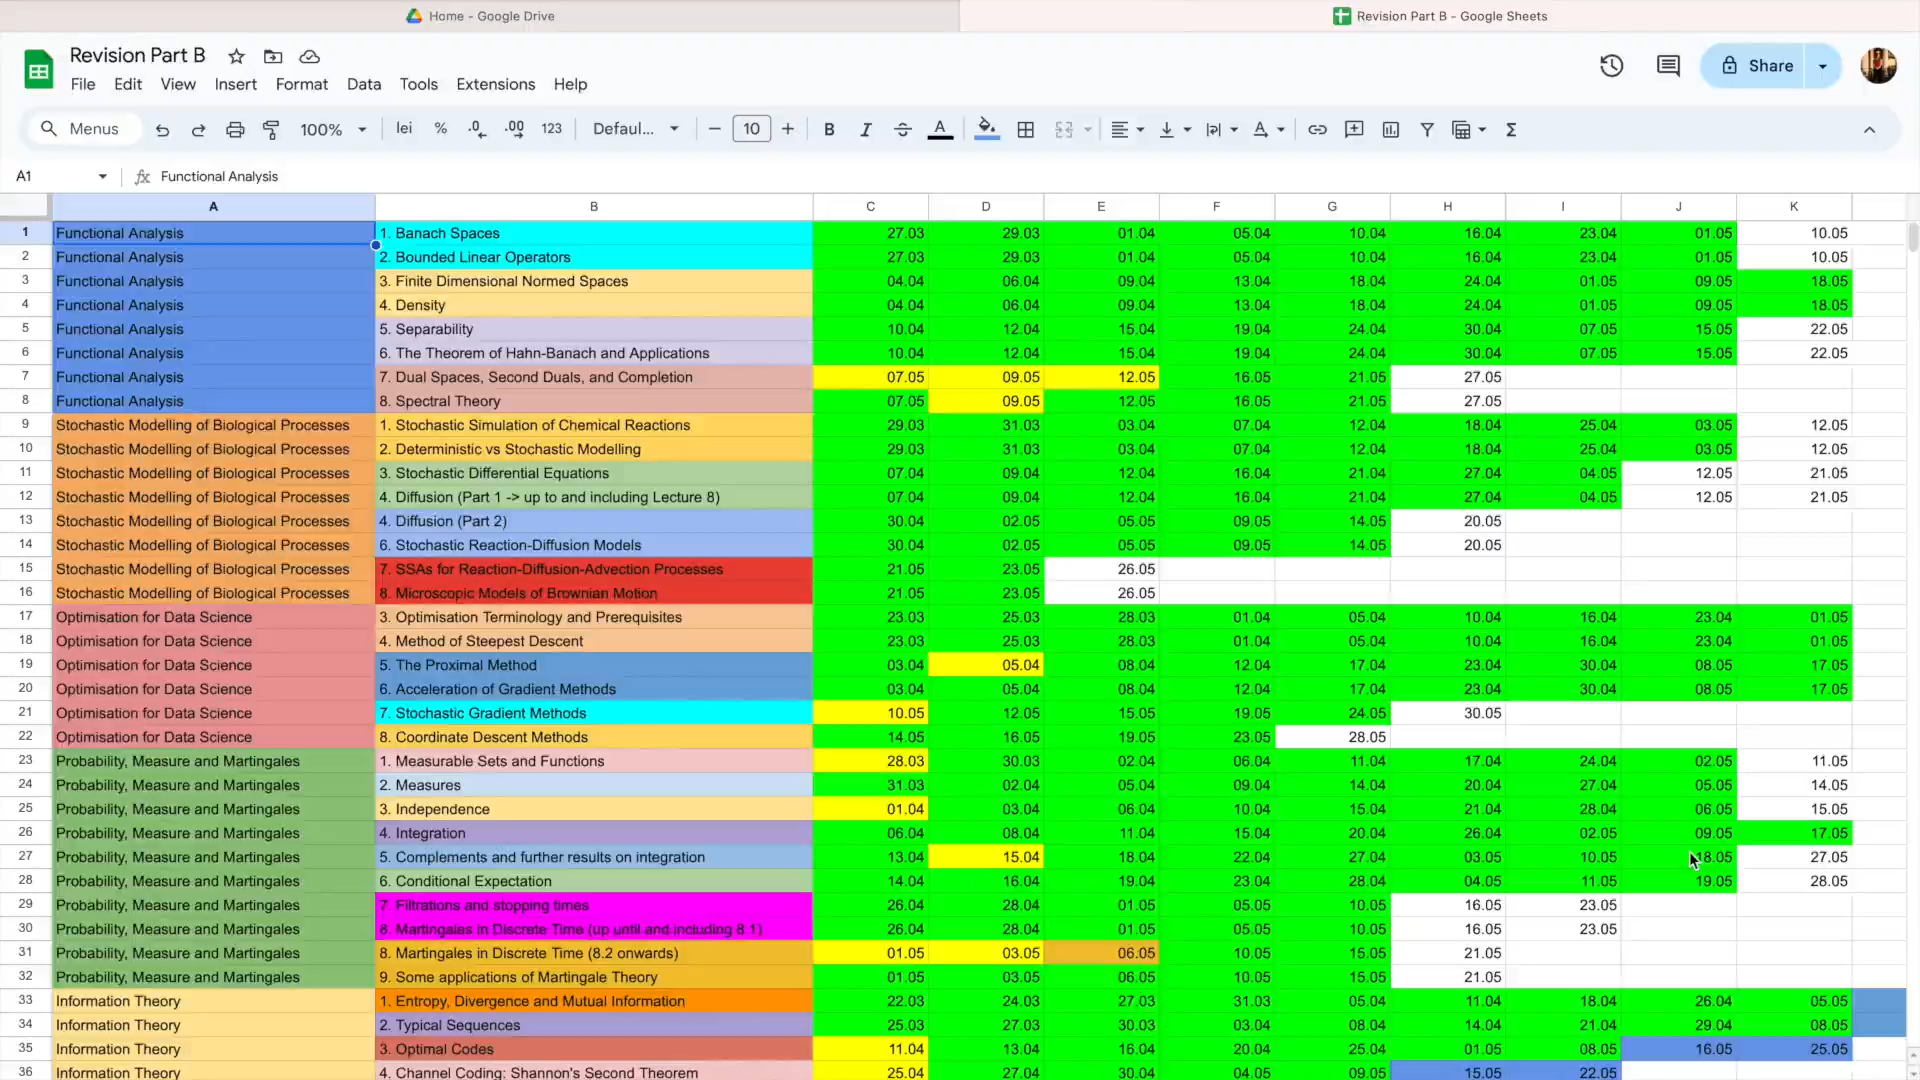 Home - Google Drive
Revision Part B - Google Sheets
Revision Part B
File Edit View Insert Format Data Tools Extensions Help
Share
Menus 100% lei % .0 .00 123 Defaul... 10 B I A
A1 fx Functional Analysis
A B C D E F G H I J K
1 Functional Analysis 1. Banach Spaces 27.03 29.03 01.04 05.04 10.04 16.04 23.04 01.05 10.05
2 Functional Analysis 2. Bounded Linear Operators 27.03 29.03 01.04 05.04 10.04 16.04 23.04 01.05 10.05
3 Functional Analysis 3. Finite Dimensional Normed Spaces 04.04 06.04 09.04 13.04 18.04 24.04 01.05 09.05 18.05
4 Functional Analysis 4. Density 04.04 06.04 09.04 13.04 18.04 24.04 01.05 09.05 18.05
5 Functional Analysis 5. Separability 10.04 12.04 15.04 19.04 24.04 30.04 07.05 15.05 22.05
6 Functional Analysis 6. The Theorem of Hahn-Banach and Applications 10.04 12.04 15.04 19.04 24.04 30.04 07.05 15.05 22.05
7 Functional Analysis 7. Dual Spaces, Second Duals, and Completion 07.05 09.05 12.05 16.05 21.05 27.05
8 Functional Analysis 8. Spectral Theory 07.05 09.05 12.05 16.05 21.05 27.05
9 Stochastic Modelling of Biological Processes 1. Stochastic Simulation of Chemical Reactions 29.03 31.03 03.04 07.04 12.04 18.04 25.04 03.05 12.05
10 Stochastic Modelling of Biological Processes 2. Deterministic vs Stochastic Modelling 29.03 31.03 03.04 07.04 12.04 18.04 25.04 03.05 12.05
11 Stochastic Modelling of Biological Processes 3. Stochastic Differential Equations 07.04 09.04 12.04 16.04 21.04 27.04 04.05 12.05 21.05
12 Stochastic Modelling of Biological Processes 4. Diffusion (Part 1 -> up to and including Lecture 8) 07.04 09.04 12.04 16.04 21.04 27.04 04.05 12.05 21.05
13 Stochastic Modelling of Biological Processes 4. Diffusion (Part 2) 30.04 02.05 05.05 09.05 14.05 20.05
14 Stochastic Modelling of Biological Processes 6. Stochastic Reaction-Diffusion Models 30.04 02.05 05.05 09.05 14.05 20.05
15 Stochastic Modelling of Biological Processes 7. SSAs for Reaction-Diffusion-Advection Processes 21.05 23.05 26.05
16 Stochastic Modelling of Biological Processes 8. Microscopic Models of Brownian Motion 21.05 23.05 26.05
17 Optimisation for Data Science 3. Optimisation Terminology and Prerequisites 23.03 25.03 28.03 01.04 05.04 10.04 16.04 23.04 01.05
18 Optimisation for Data Science 4. Method of Steepest Descent 23.03 25.03 28.03 01.04 05.04 10.04 16.04 23.04 01.05
19 Optimisation for Data Science 5. The Proximal Method 03.04 05.04 08.04 12.04 17.04 23.04 30.04 08.05 17.05
20 Optimisation for Data Science 6. Acceleration of Gradient Methods 03.04 05.04 08.04 12.04 17.04 23.04 30.04 08.05 17.05
21 Optimisation for Data Science 7. Stochastic Gradient Methods 10.05 12.05 15.05 19.05 24.05 30.05
22 Optimisation for Data Science 8. Coordinate Descent Methods 14.05 16.05 19.05 23.05 28.05
23 Probability, Measure and Martingales 1. Measurable Sets and Functions 28.03 30.03 02.04 06.04 11.04 17.04 24.04 02.05 11.05
24 Probability, Measure and Martingales 2. Measures 31.03 02.04 05.04 09.04 14.04 20.04 27.04 05.05 14.05
25 Probability, Measure and Martingales 3. Independence 01.04 03.04 06.04 10.04 15.04 21.04 28.04 06.05 15.05
26 Probability, Measure and Martingales 4. Integration 06.04 08.04 11.04 15.04 20.04 26.04 02.05 09.05 17.05
27 Probability, Measure and Martingales 5. Complements and further results on integration 13.04 15.04 18.04 22.04 27.04 03.05 10.05 18.05 27.05
28 Probability, Measure and Martingales 6. Conditional Expectation 14.04 16.04 19.04 23.04 28.04 04.05 11.05 19.05 28.05
29 Probability, Measure and Martingales 7. Filtrations and stopping times 26.04 28.04 01.05 05.05 10.05 16.05 23.05
30 Probability, Measure and Martingales 8. Martingales in Discrete Time (up until and including 8.1) 26.04 28.04 01.05 05.05 10.05 16.05 23.05
31 Probability, Measure and Martingales 8. Martingales in Discrete Time (8.2 onwards) 01.05 03.05 06.05 10.05 15.05 21.05
32 Probability, Measure and Martingales 9. Some applications of Martingale Theory 01.05 03.05 06.05 10.05 15.05 21.05
33 Information Theory 1. Entropy, Divergence and Mutual Information 22.03 24.03 27.03 31.03 05.04 11.04 18.04 26.04 05.05
34 Information Theory 2. Typical Sequences 25.03 27.03 30.03 03.04 08.04 14.04 21.04 29.04 08.05
35 Information Theory 3. Optimal Codes 11.04 13.04 16.04 20.04 25.04 01.05 08.05 16.05 25.05
36 Information Theory 4. Channel Coding: Shannon's Second Theorem 25.04 27.04 30.04 04.05 09.05 15.05 22.05